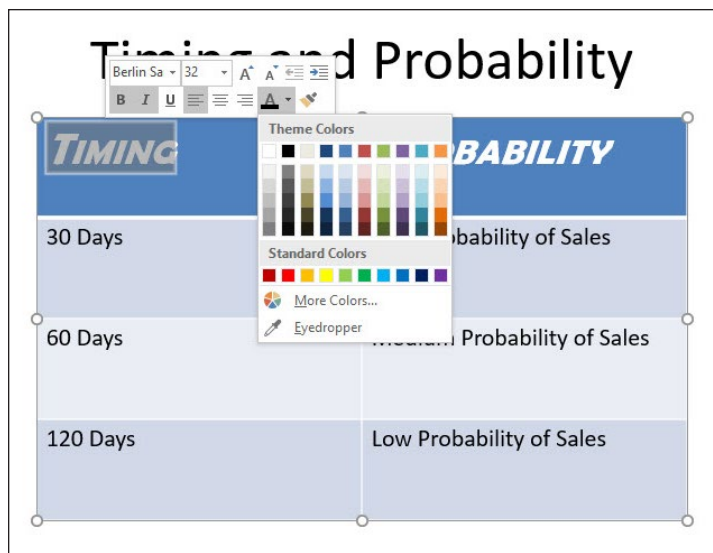 Timing and Probability
Berlin Sa 32 A A
B I U A
Theme Colors
TIMING
BABILITY
30 Days
bability of Sales
Standard Colors
More Colors...
Eyedropper
60 Days
Probability of Sales
120 Days
Low Probability of Sales